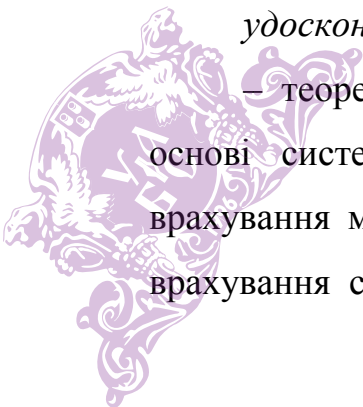 удоскон
– теоре
основі систе
врахування м
врахування с